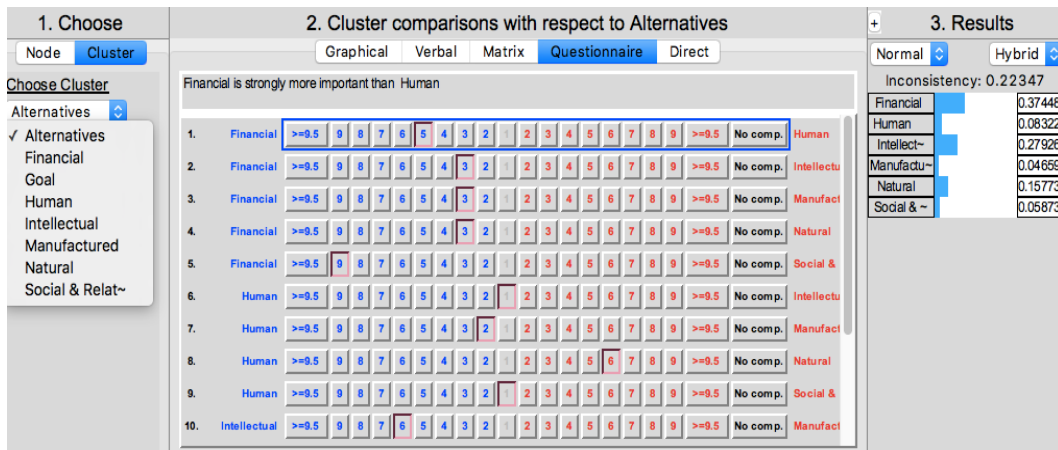 1. Choose
Node Cluster
Choose Cluster
Alternatives
✓ Alternatives
Financial
Goal
Human
Intellectual
Manufactured
Natural
Social & Relat~
2. Cluster comparisons with respect to Alternatives
Graphical Verbal Matrix Questionnaire Direct
Financial is strongly more important than Human
1. Financial >=9.5 9 8 7 6 5 4 3 2 1 2 3 4 5 6 7 8 9 >=9.5 No comp. Human
2. Financial >=9.5 9 8 7 6 5 4 3 2 1 2 3 4 5 6 7 8 9 >=9.5 No comp. Intellectu
3. Financial >=9.5 9 8 7 6 5 4 3 2 1 2 3 4 5 6 7 8 9 >=9.5 No comp. Manufact
4. Financial >=9.5 9 8 7 6 5 4 3 2 1 2 3 4 5 6 7 8 9 >=9.5 No comp. Natural
5. Financial >=9.5 9 8 7 6 5 4 3 2 1 2 3 4 5 6 7 8 9 >=9.5 No comp. Social &
6. Human >=9.5 9 8 7 6 5 4 3 2 1 2 3 4 5 6 7 8 9 >=9.5 No comp. Intellectu
7. Human >=9.5 9 8 7 6 5 4 3 2 1 2 3 4 5 6 7 8 9 >=9.5 No comp. Manufact
8. Human >=9.5 9 8 7 6 5 4 3 2 1 2 3 4 5 6 7 8 9 >=9.5 No comp. Natural
9. Human >=9.5 9 8 7 6 5 4 3 2 1 2 3 4 5 6 7 8 9 >=9.5 No comp. Social &
10. Intellectual >=9.5 9 8 7 6 5 4 3 2 1 2 3 4 5 6 7 8 9 >=9.5 No comp. Manufact
+ 3. Results
Normal Hybrid
Inconsistency: 0.22347
Financial 0.37448
Human 0.08322
Intellect~ 0.27926
Manufactu~ 0.04659
Natural 0.15773
Social & ~ 0.05873